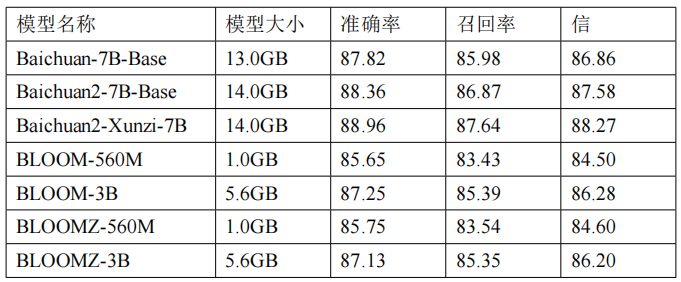 模型名称 模型大小 准确率 召回率 信
Baichuan-7B-Base 13.0GB 87.82 85.98 86.86
Baichuan2-7B-Base 14.0GB 88.36 86.87 87.58
Baichuan2-Xunzi-7B 14.0GB 88.96 87.64 88.27
BLOOM-560M 1.0GB 85.65 83.43 84.50
BLOOM-3B 5.6GB 87.25 85.39 86.28
BLOOMZ-560M 1.0GB 85.75 83.54 84.60
BLOOMZ-3B 5.6GB 87.13 85.35 86.20